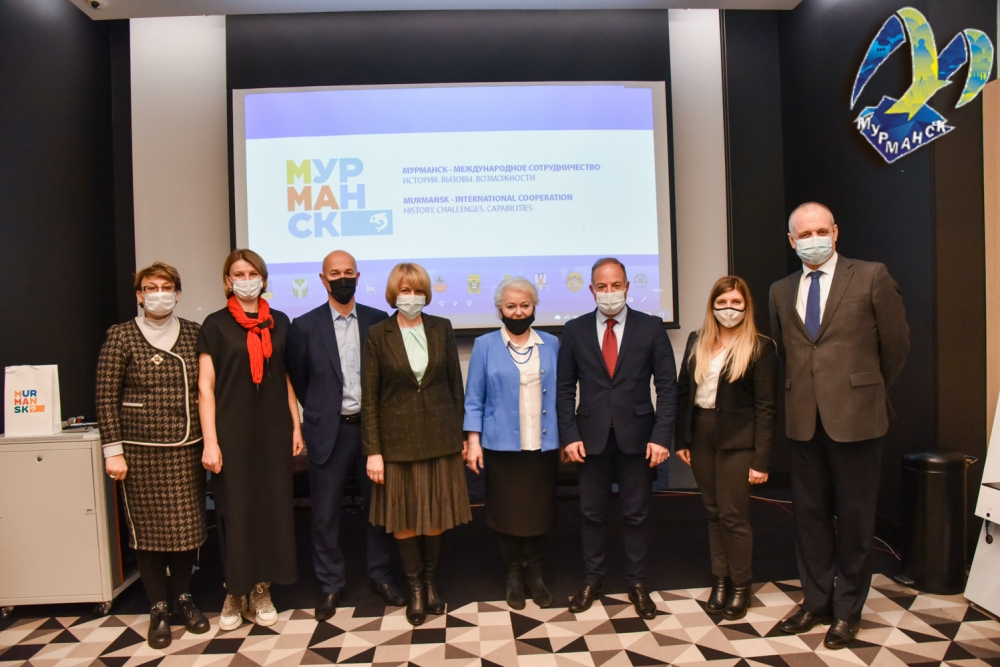 МУРМАНСК
МУР
МАН
СК
МУРМАНСК - МЕЖДУНАРОДНОЕ СОТРУДНИЧЕСТВО
ИСТОРИЯ. ВЫЗОВЫ. ВОЗМОЖНОСТИ
MURMANSK - INTERNATIONAL COOPERATION
HISTORY. CHALLENGES. CAPABILITIES
MUR
MAN
SK